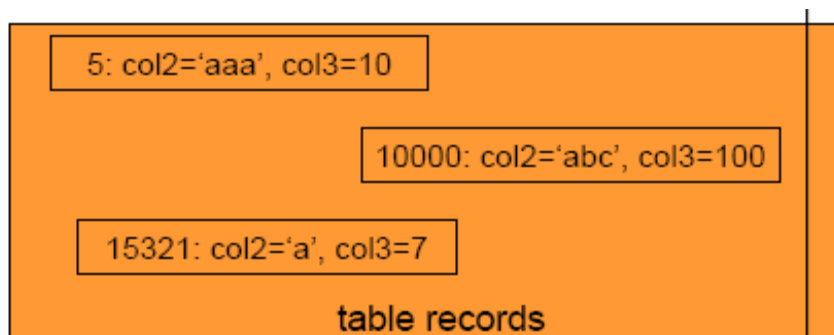 5: col2=‘aaa’, col3=10
10000: col2=‘abc’, col3=100
15321: col2=‘a’, col3=7
table records